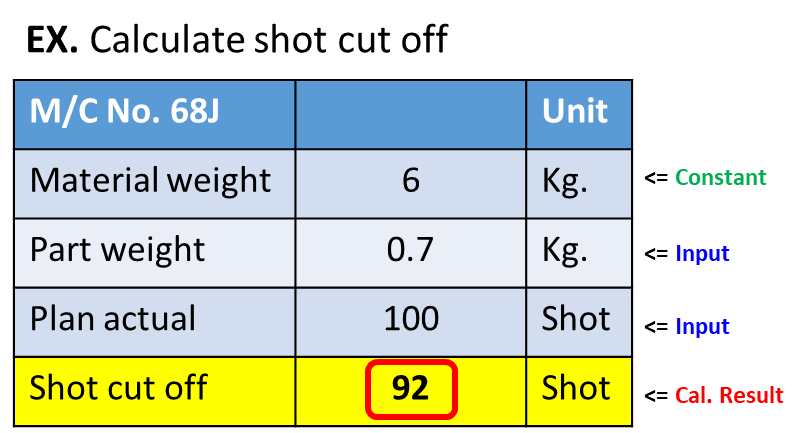 EX. Calculate shot cut off
M/C No. 68J Unit
Material weight 6 Kg. <= Constant
Part weight 0.7 Kg. <= Input
Plan actual 100 Shot <= Input
Shot cut off 92 Shot <= Cal. Result